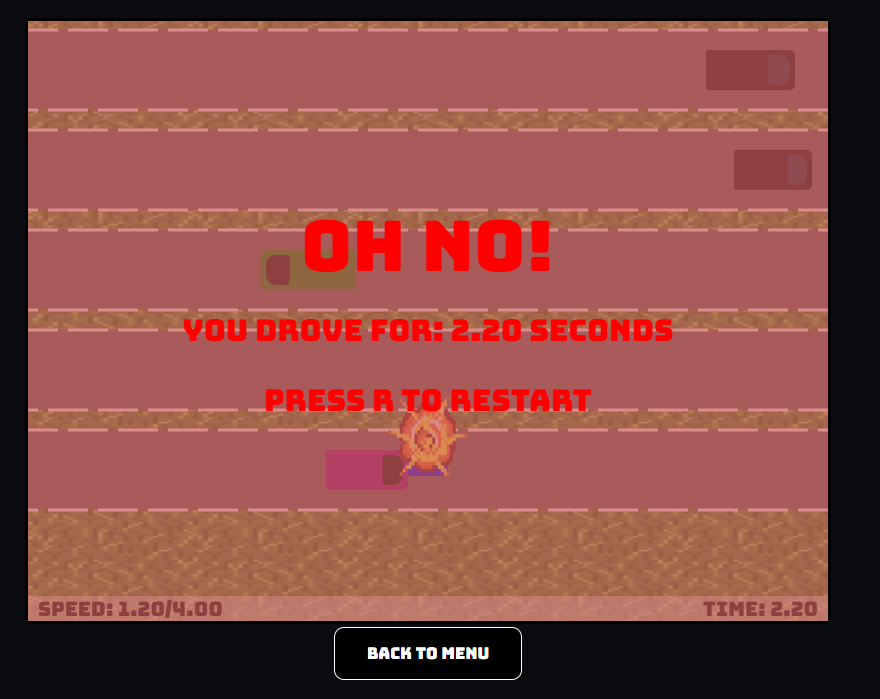 OH NO!
YOU DROVE FOR: 2.20 SECONDS
PRESS R TO RESTART
SPEED: 1.20/4.00
TIME: 2.20
BACK TO MENU